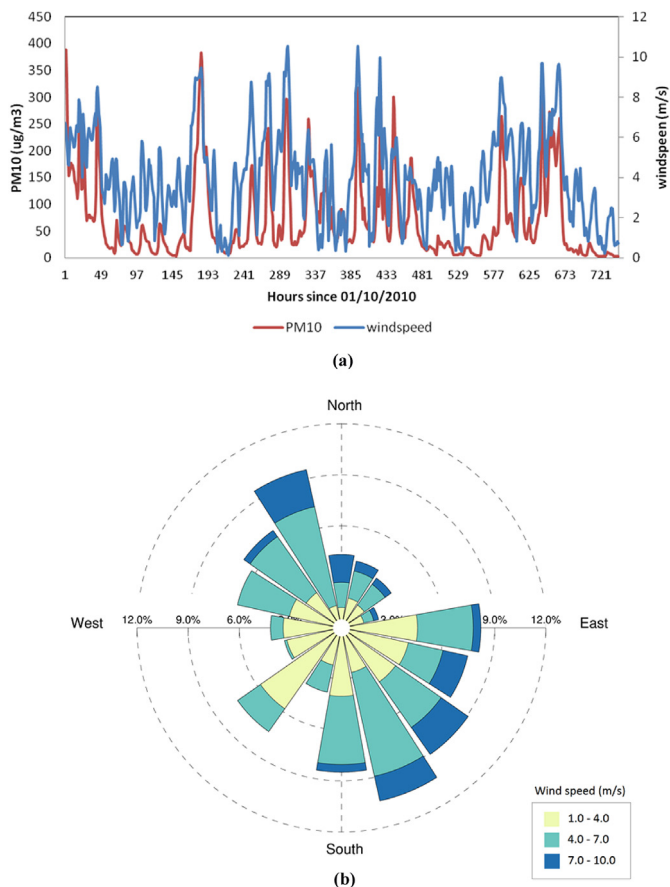 450
400
350
300
250
200
150
100
50
0
PM10 (ug/m3)
12
10
8
6
4
2
0
windspeen (m/s)
1 49 97 145 193 241 289 337 385 433 481 529 577 625 673 721
Hours since 01/10/2010
PM10 windspeed
(a)
North
West 12.0% 9.0% 6.0% 9.0% 12.0% East
South
Wind speed (m/s)
1.0 - 4.0
4.0 - 7.0
7.0 - 10.0
(b)